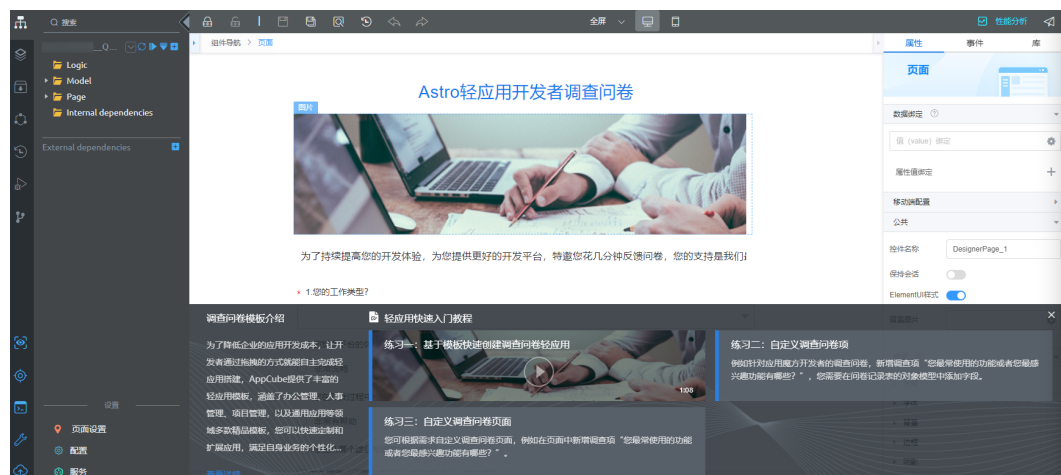 搜索
全屏
性能分析
__Q...
Logic
Model
Page
Internal dependencies
External dependencies
设置
页面设置
配置
服务
组件导航 > 页面
Astro轻应用开发者调查问卷
图片
为了持续提高您的开发体验，为您提供更好的开发平台，特邀您花几分钟反馈问卷，您的支持是我们
* 1.您的工作类型?
属性 事件 库
页面
数据绑定
值（value）绑定
属性值绑定
移动端配置
公共
控件名称 DesignerPage_1
保持会话
ElementUI样式
背景图片
调查问卷模板介绍
为了降低企业的应用开发成本，让开
发者通过拖拽的方式就能自主完成轻
应用搭建，AppCube提供了丰富的
轻应用模板，涵盖了办公管理、人事
管理、项目管理，以及通用应用等领
域多款精品模板，您可以快速定制和
扩展应用，满足自身业务的个性化...
轻应用快速入门教程
练习一：基于模板快速创建调查问卷轻应用
1:08
练习二：自定义调查问卷项
例如针对应用魔方开发者的调查问卷，新增调查项“您最常使用的功能或者您最感
兴趣功能有哪些？”，您需要在问卷记录表的对象模型中添加字段。
练习三：自定义调查问卷页面
您可根据需求自定义调查问卷页面，例如在页面中新增调查项“您最常使用的功能
或者您最感兴趣功能有哪些？”。